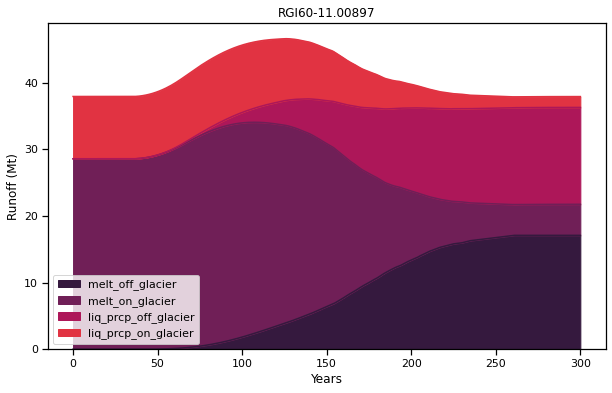 RGI60-11.00897
Runoff (Mt)
40
30
20
10
0
melt_off_glacier
melt_on_glacier
liq_prcp_off_glacier
liq_prcp_on_glacier
0 50 100 150 200 250 300
Years